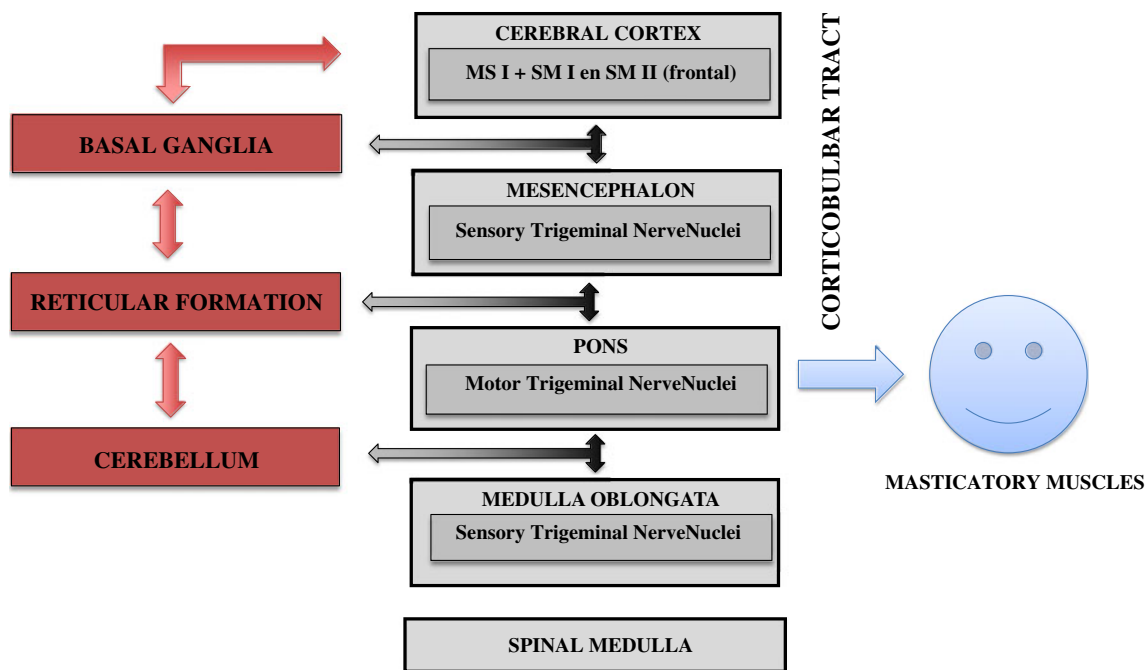 CEREBRAL CORTEX
MS I + SM I en SM II (frontal)
BASAL GANGLIA
MESENCEPHALON
Sensory Trigeminal NerveNuclei
RETICULAR FORMATION
PONS
Motor Trigeminal NerveNuclei
CEREBELLUM
MEDULLA OBLONGATA
Sensory Trigeminal NerveNuclei
SPINAL MEDULLA
CORTICOBULBAR TRACT
MASTICATORY MUSCLES